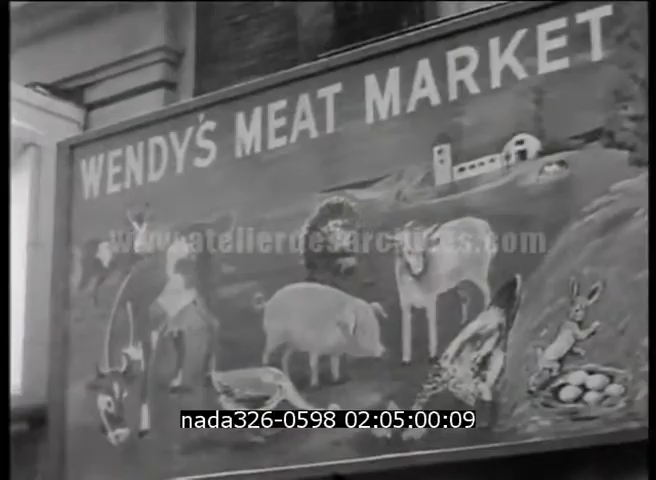 WENDY'S MEAT MARKET
www.atelierdesarchives.com
nada326-0598 02:05:00:09